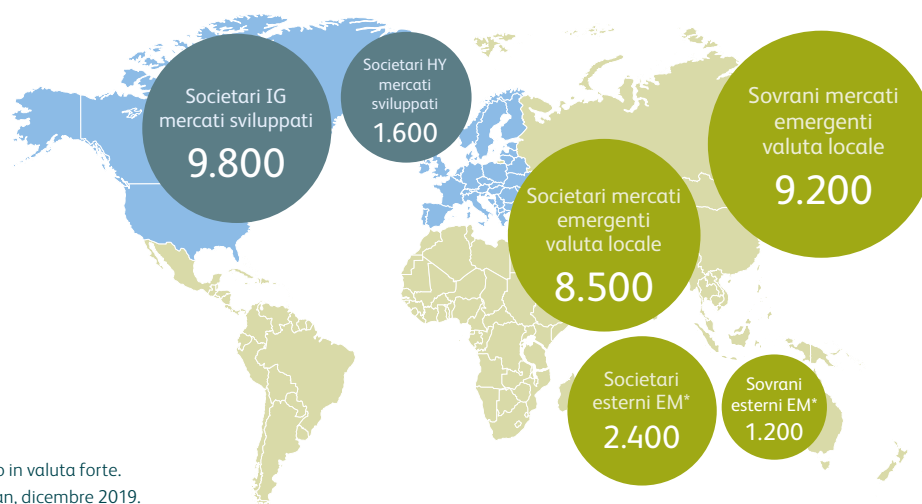 Societari IG
mercati sviluppati
9.800
Societari HY
mercati
sviluppati
1.600
Sovrani mercati
emergenti
valuta locale
9.200
Societari mercati
emergenti
valuta locale
8.500
Societari
esterni EM*
2.400
Sovrani
esterni EM*
1.200
in valuta forte.
dicembre 2019.